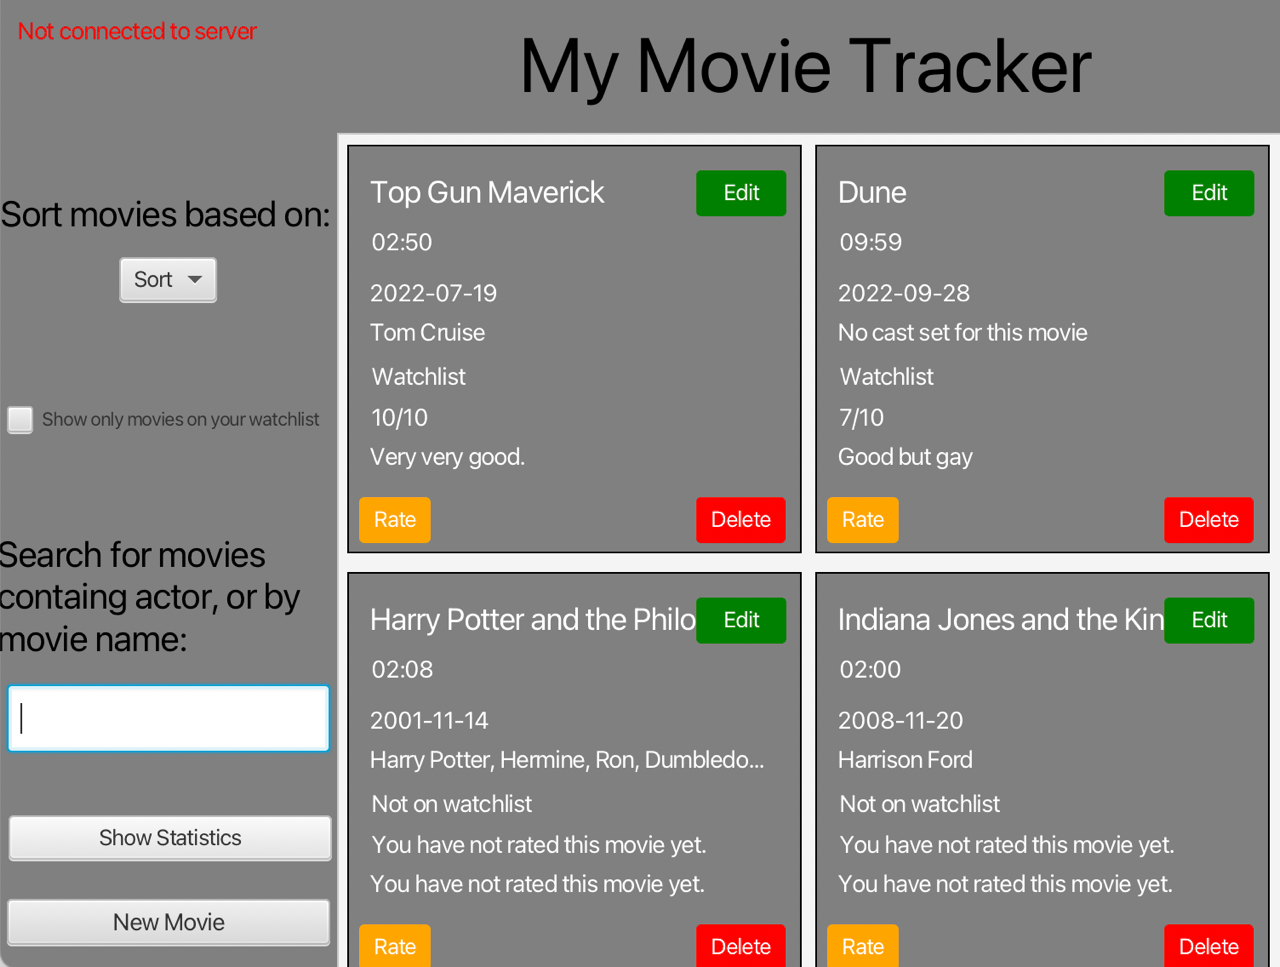 Not connected to server
My Movie Tracker
Sort movies based on:
Sort
Show only movies on your watchlist
Search for movies
containg actor, or by
movie name:
Show Statistics
New Movie
Top Gun Maverick
Edit
02:50
2022-07-19
Tom Cruise
Watchlist
10/10
Very very good.
Rate
Delete
Dune
Edit
09:59
2022-09-28
No cast set for this movie
Watchlist
7/10
Good but gay
Rate
Delete
Harry Potter and the Philo
Edit
02:08
2001-11-14
Harry Potter, Hermine, Ron, Dumbledo...
Not on watchlist
You have not rated this movie yet.
You have not rated this movie yet.
Rate
Delete
Indiana Jones and the Kin
Edit
02:00
2008-11-20
Harrison Ford
Not on watchlist
You have not rated this movie yet.
You have not rated this movie yet.
Rate
Delete